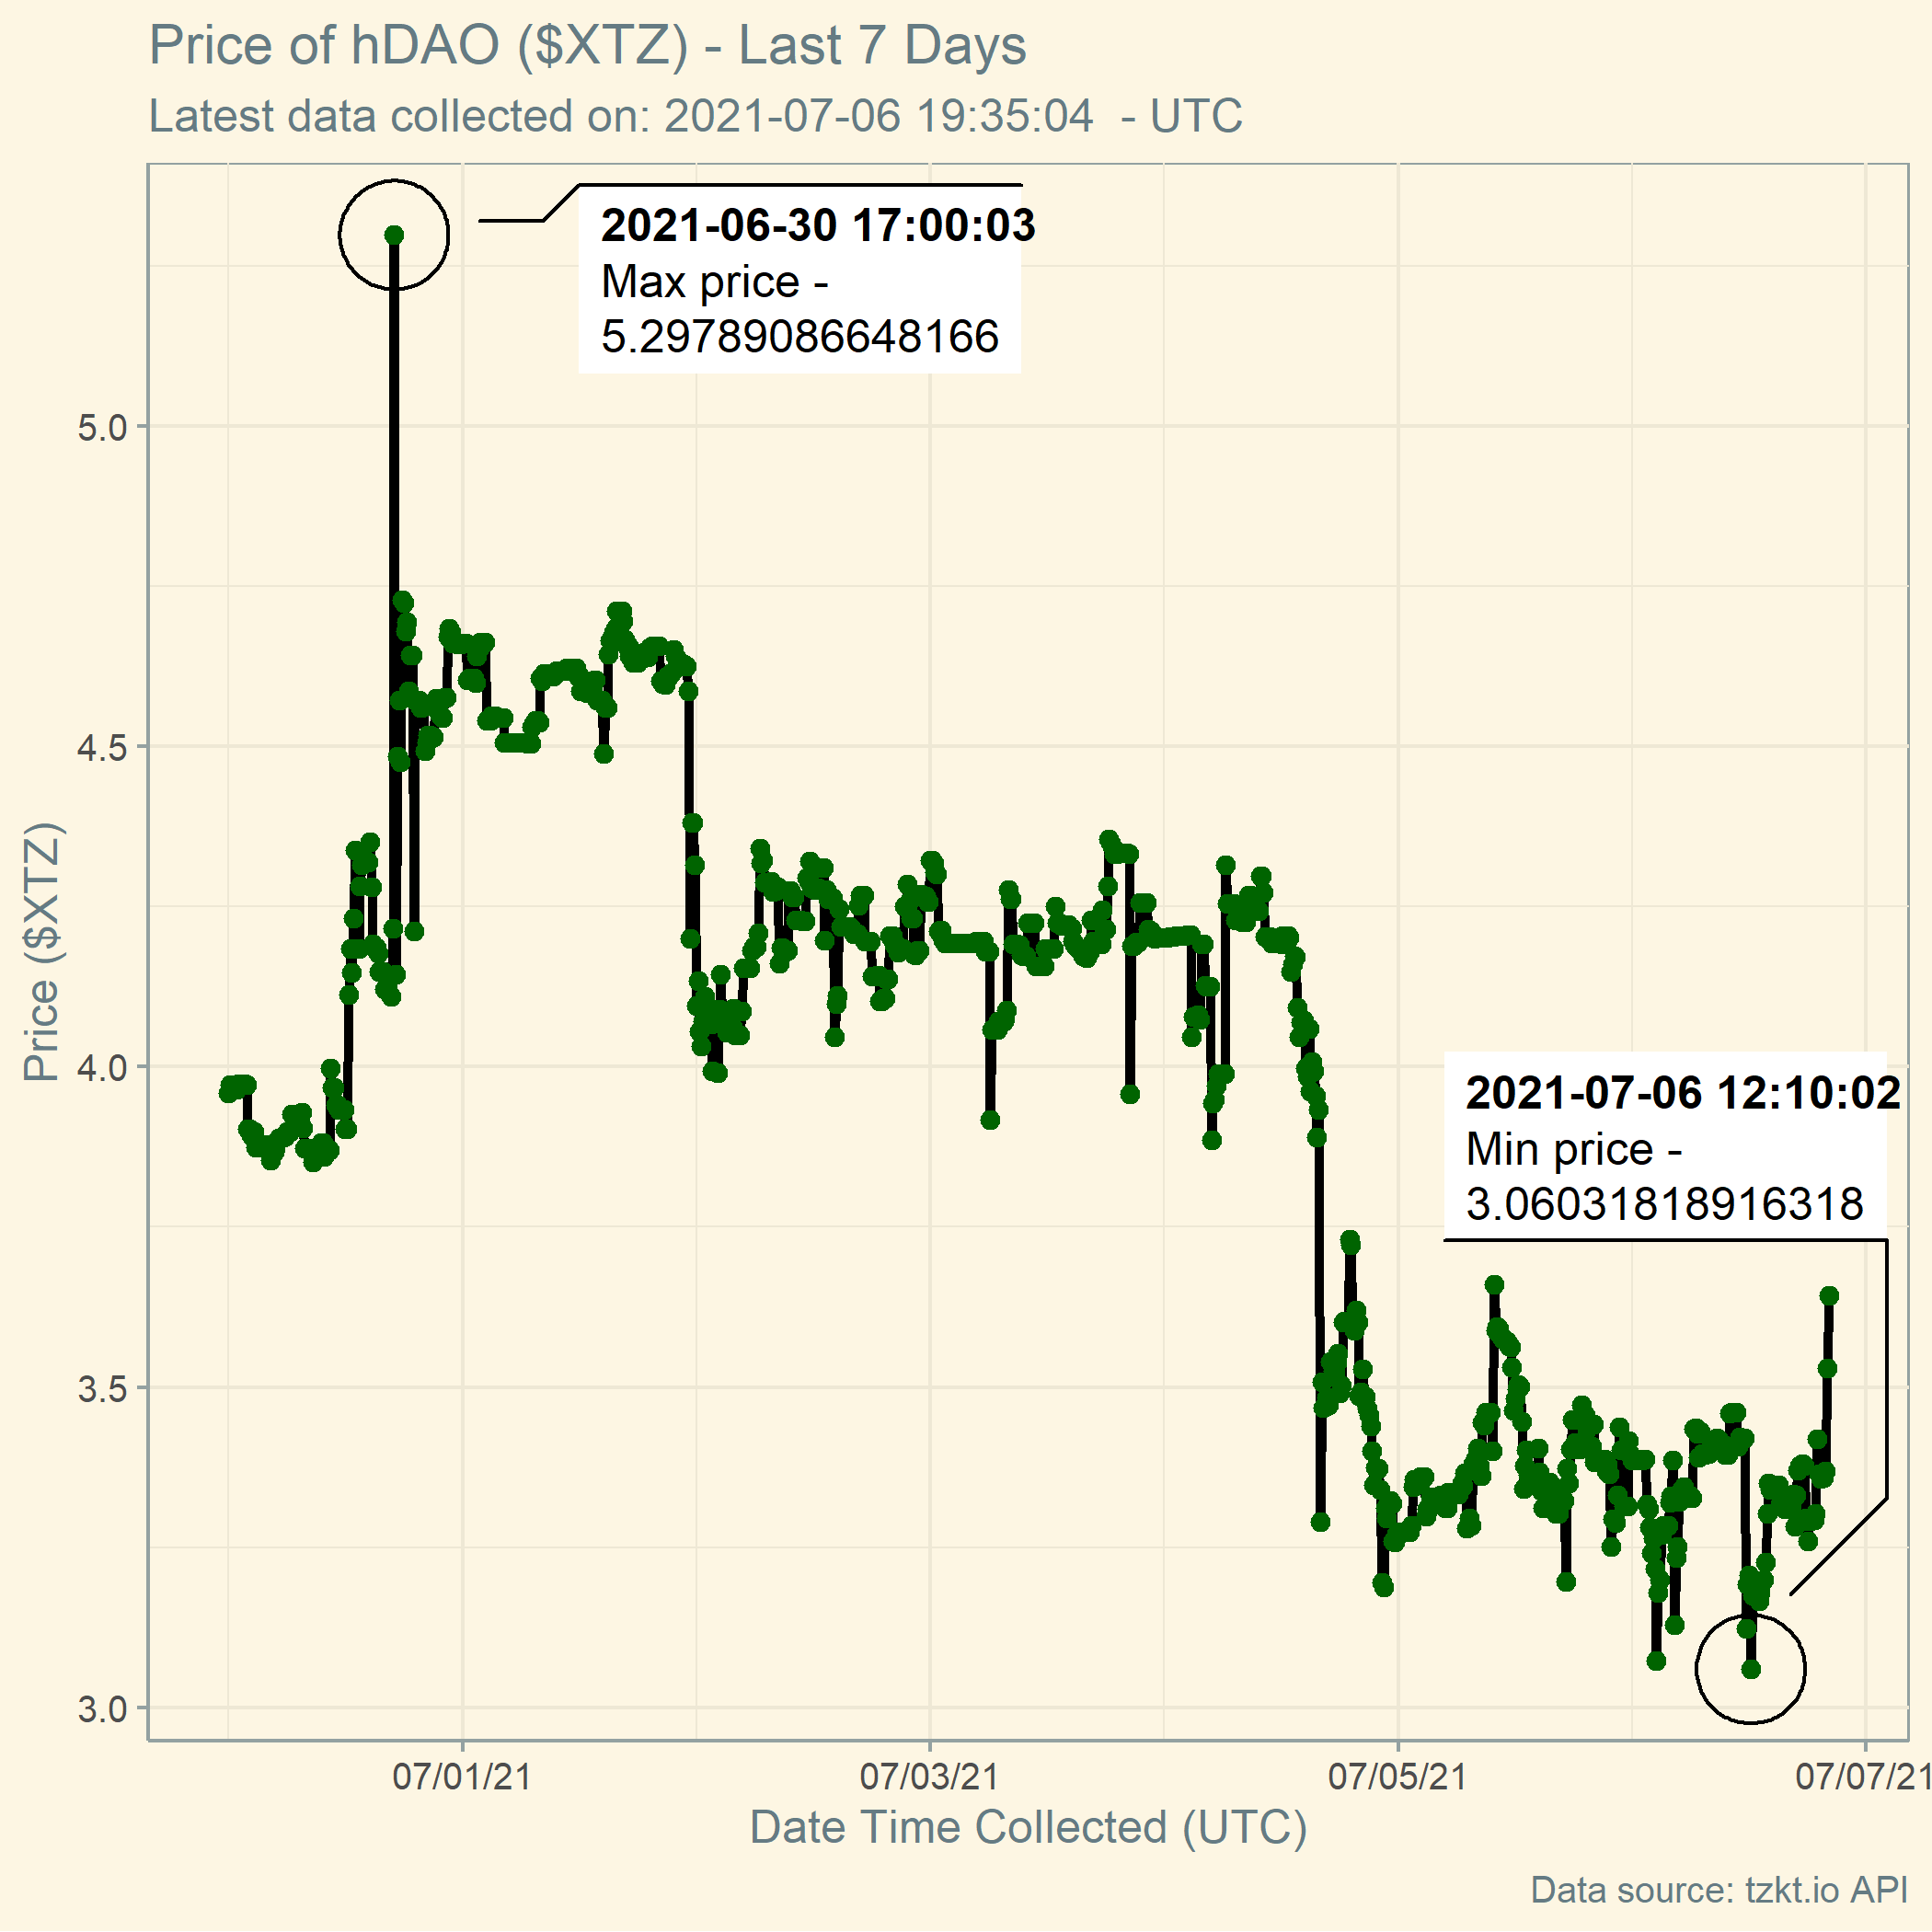 Price of hDAO ($XTZ) - Last 7 Days
Latest data collected on: 2021-07-06 19:35:04  - UTC
2021-06-30 17:00:03
Max price -
5.29789086648166
5.0
4.5
4.0
3.5
3.0
Price ($XTZ)
2021-07-06 12:10:02
Min price -
3.06031818916318
07/01/21
07/03/21
07/05/21
07/07/21
Date Time Collected (UTC)
Data source: tzkt.io API